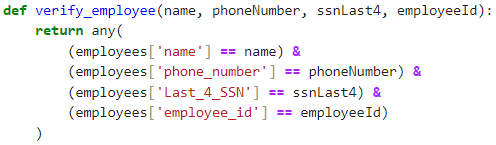 def verify_employee(name, phoneNumber, ssnLast4, employeeId):
    return any(
        (employees['name'] == name) &
        (employees['phone_number'] == phoneNumber) &
        (employees['Last_4_SSN'] == ssnLast4) &
        (employees['employee_id'] == employeeId)
    )